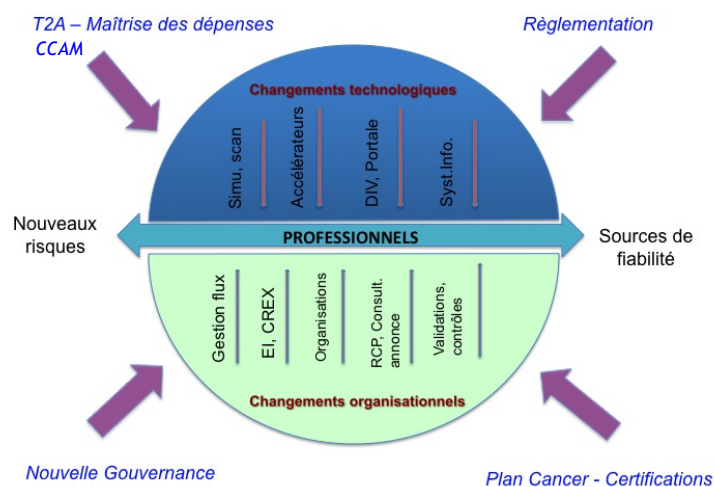 T2A – Maîtrise des dépenses
CCAM
Règlementation
Changements technologiques
Simu, scan
Accélérateurs
DIV, Portale
Syst.Info.
Nouveaux
risques
PROFESSIONNELS
Sources de
fiabilité
Gestion flux
EI, CREX
Organisations
RCP, Consult.
annonce
Validations,
contrôles
Changements organisationnels
Nouvelle Gouvernance
Plan Cancer - Certifications